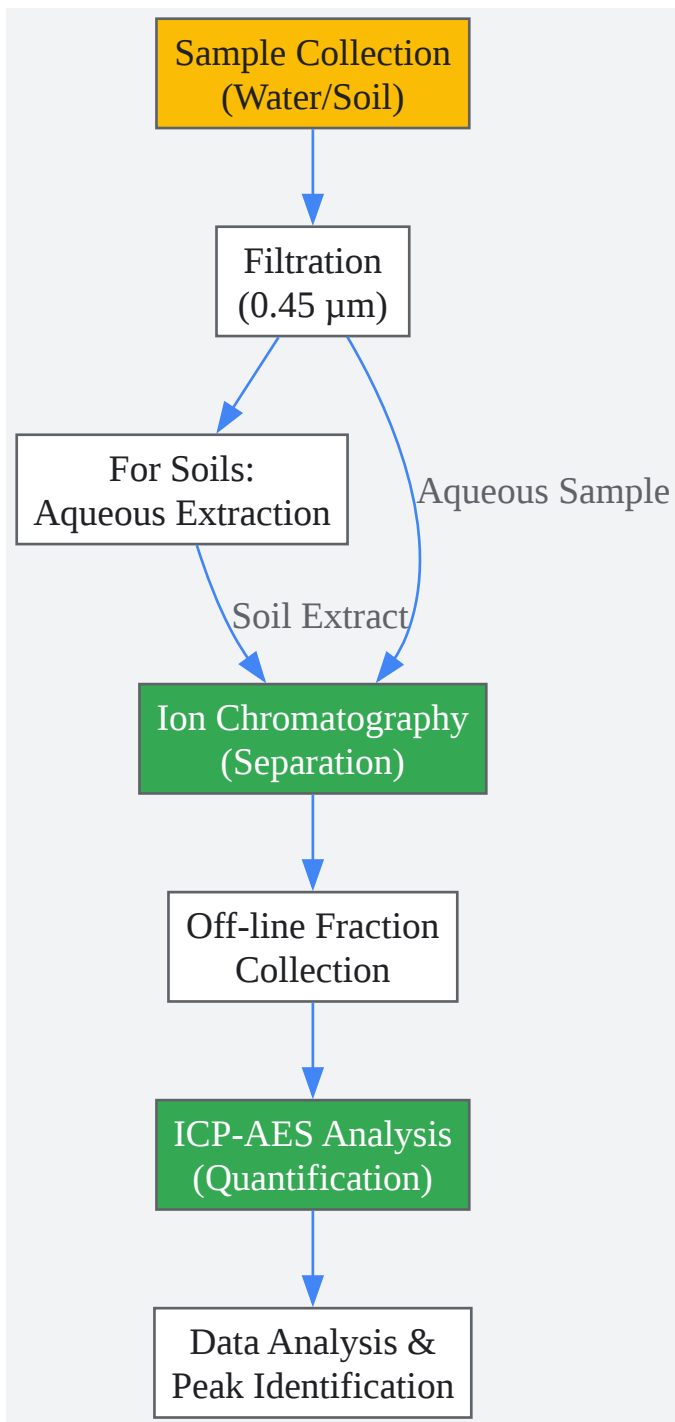 Sample Collection
(Water/Soil)
Filtration
(0.45 µm)
For Soils:
Aqueous Extraction
Aqueous Sample
Soil Extract
Ion Chromatography
(Separation)
Off-line Fraction
Collection
ICP-AES Analysis
(Quantification)
Data Analysis &
Peak Identification